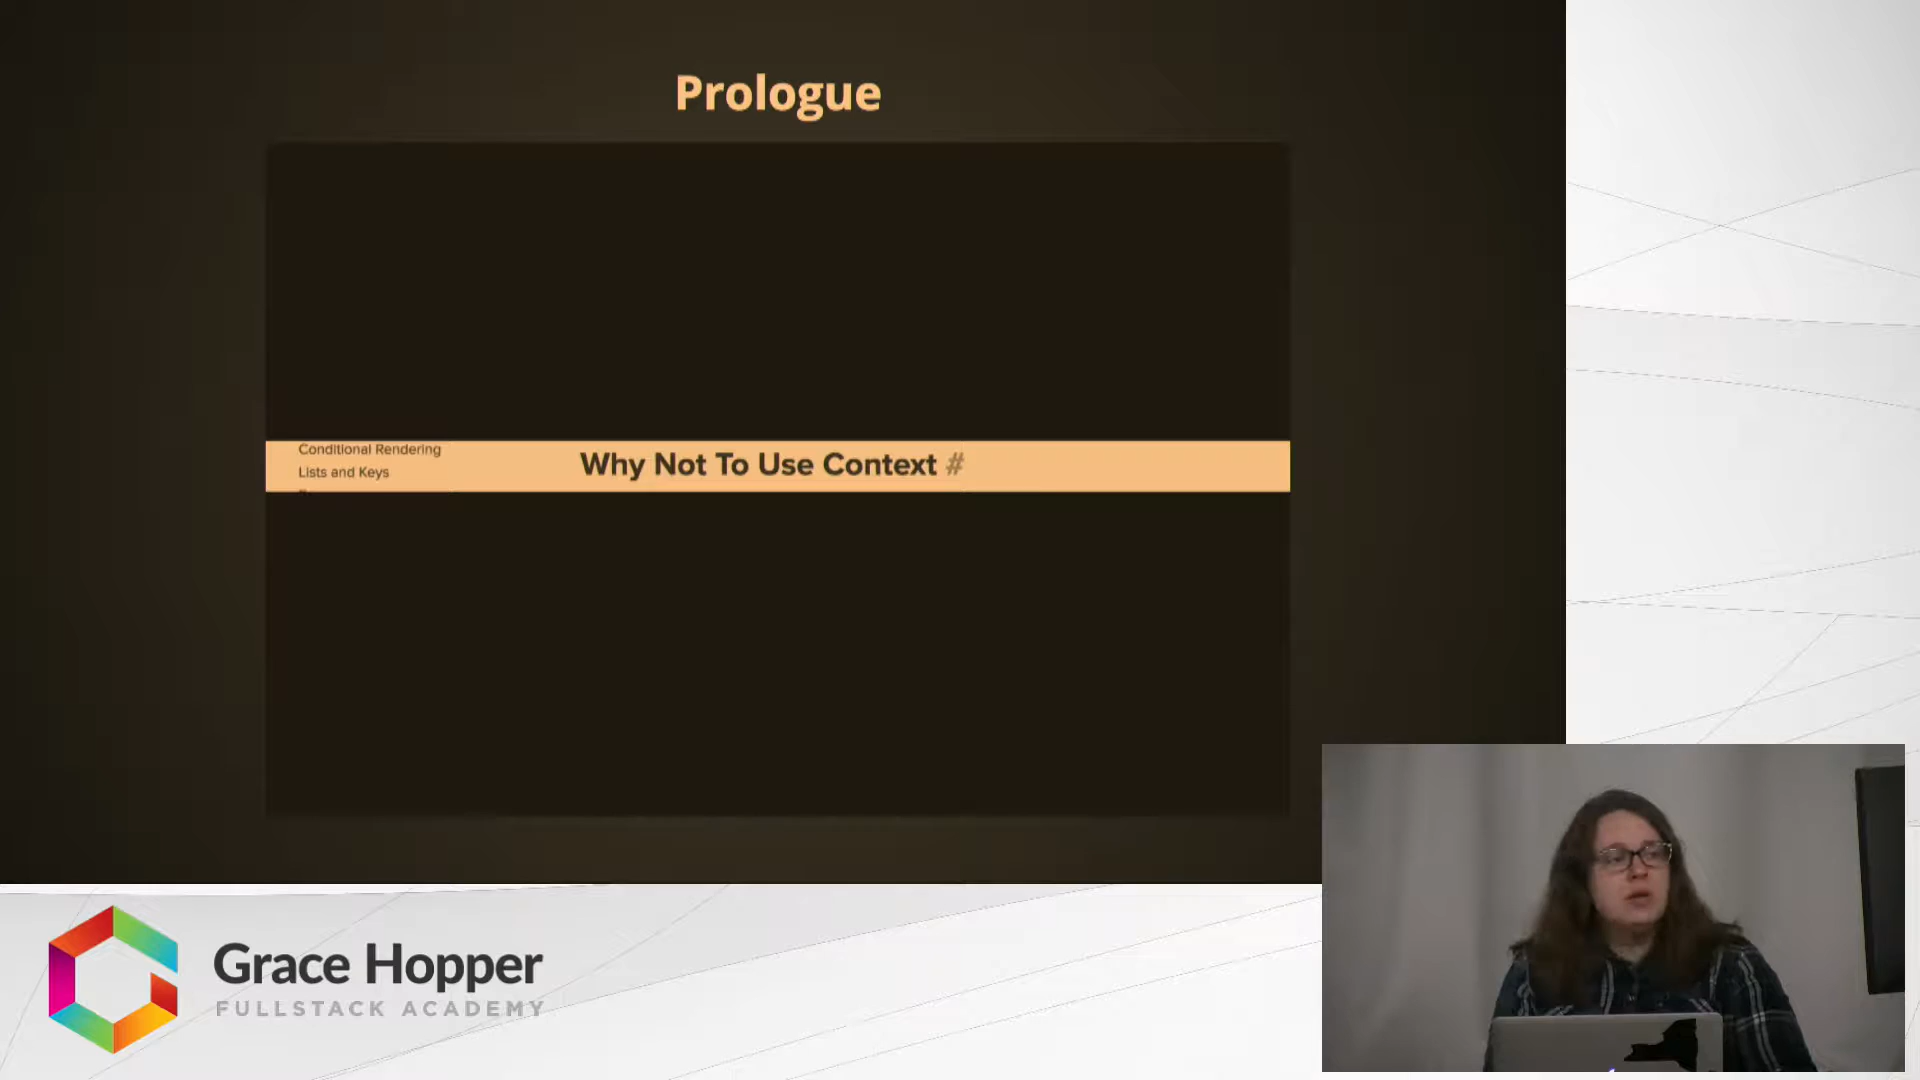 Prologue
Conditional Rendering
Lists and Keys
Why Not To Use Context #
Grace Hopper
FULLSTACK ACADEMY